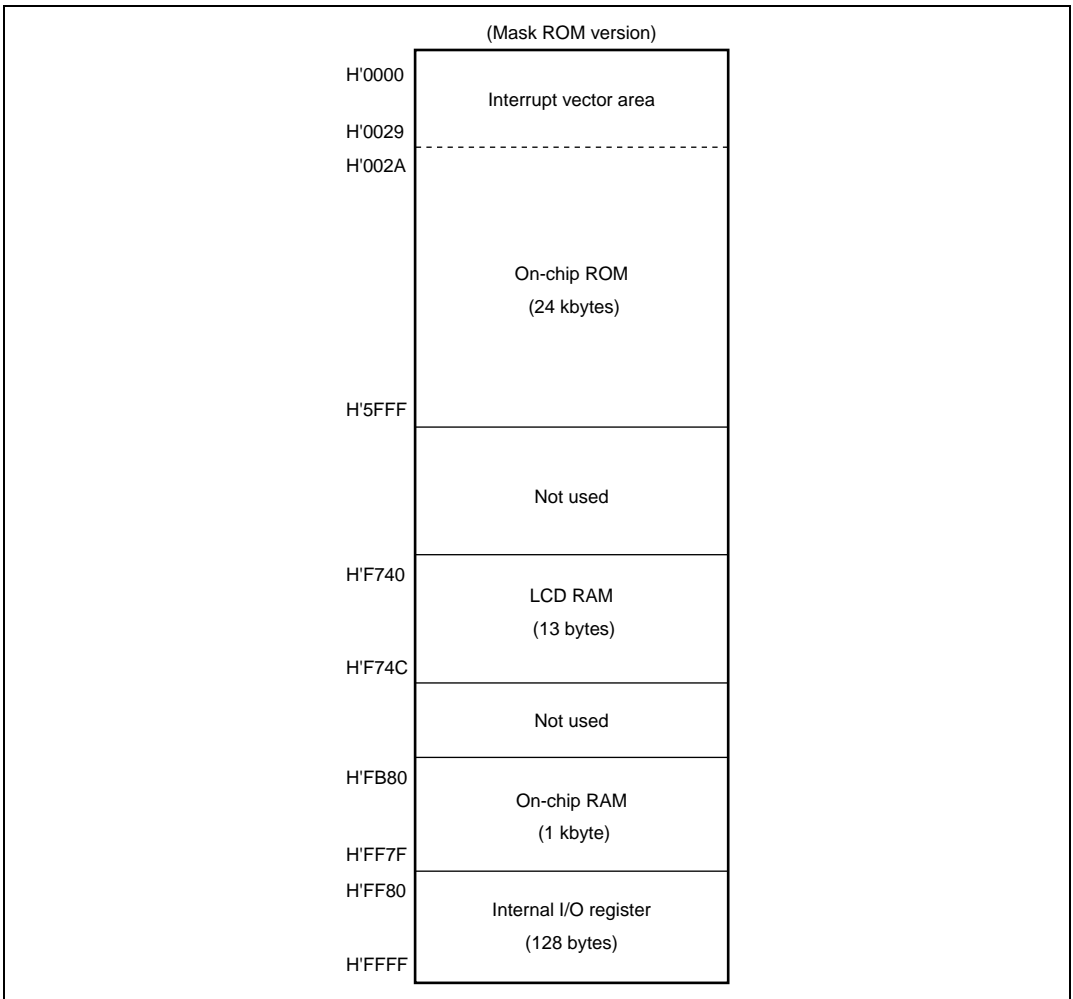 (Mask ROM version)
H'0000
Interrupt vector area
H'0029
H'002A
On-chip ROM
(24 kbytes)
H'5FFF
Not used
H'F740
LCD RAM
(13 bytes)
H'F74C
Not used
H'FB80
On-chip RAM
(1 kbyte)
H'FF7F
H'FF80
Internal I/O register
(128 bytes)
H'FFFF